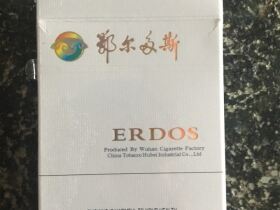 鄂尔多斯
ERDOS
Produced By Wuhan Cigarette Factory
China Tobacco Hubei Industrial Co.,Ltd